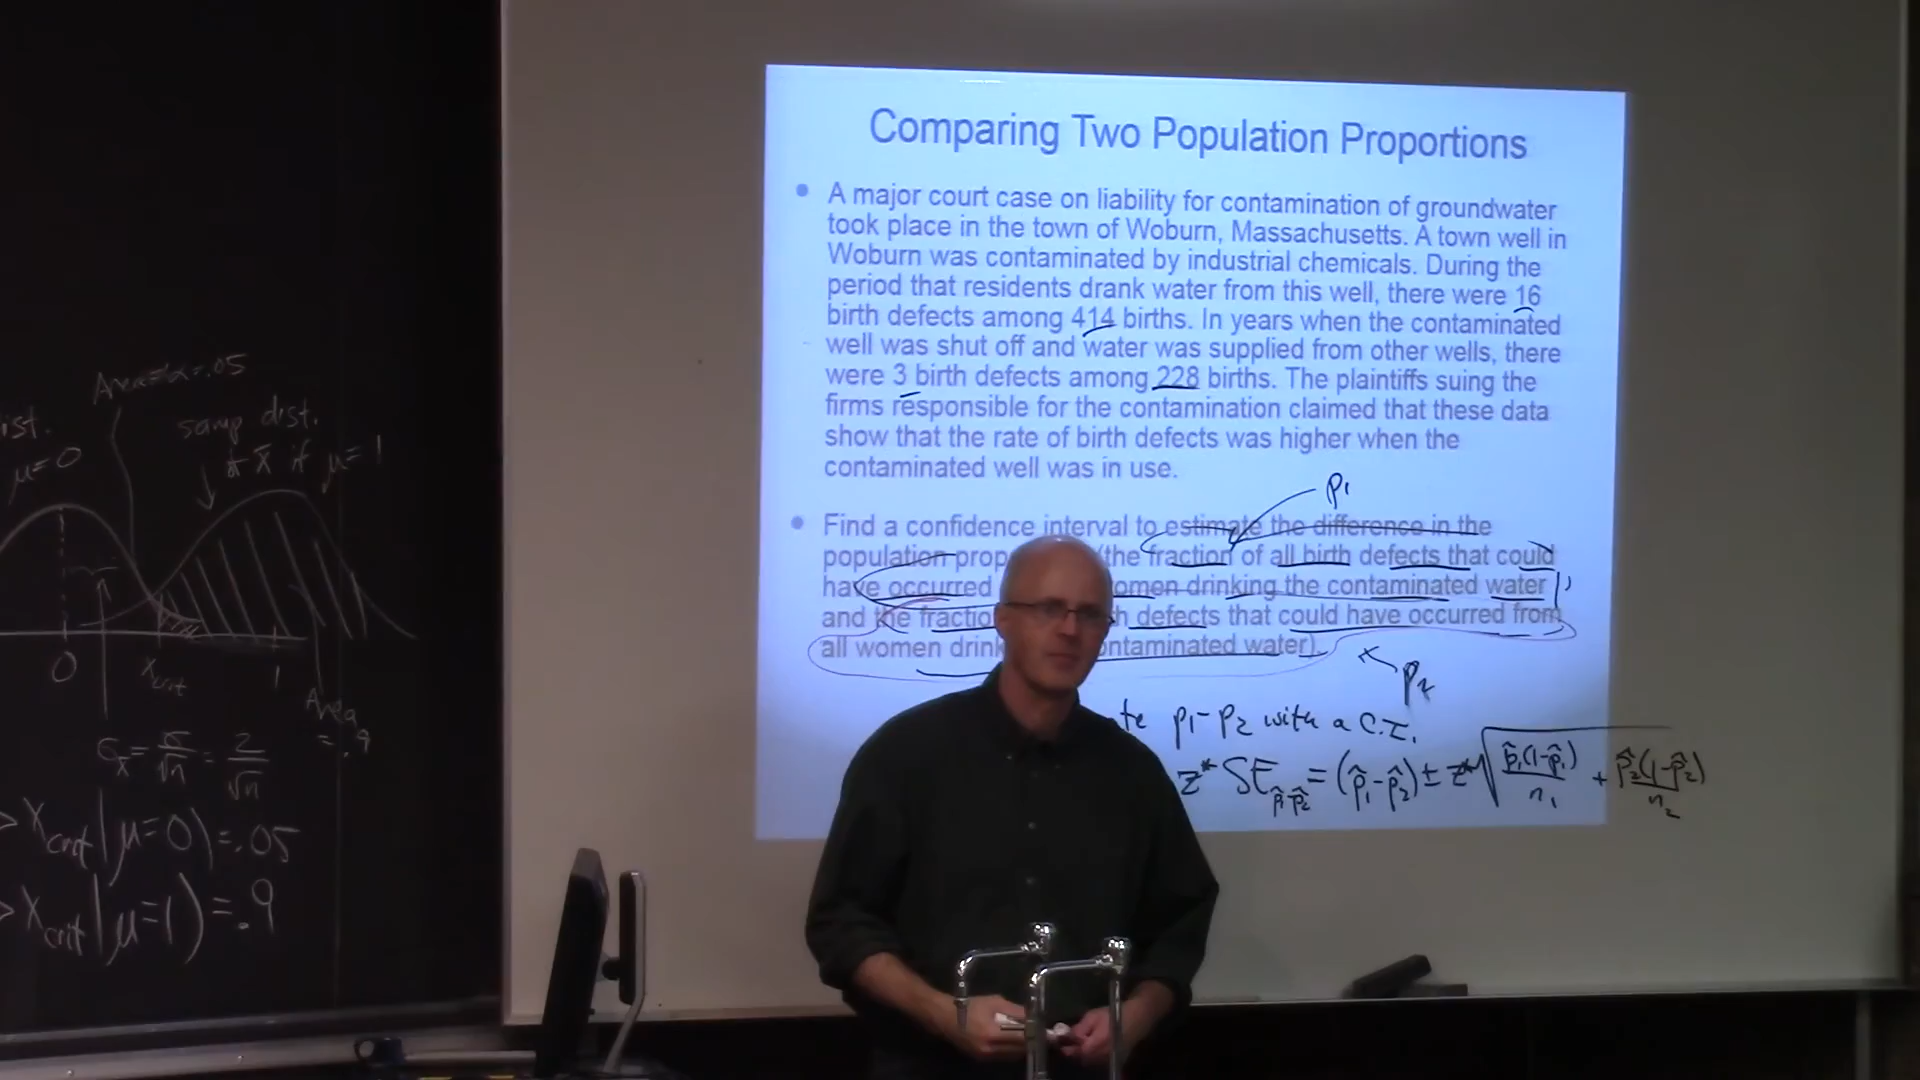 Area=α=.05
ist.
μ=0
samp dist.
of x̄ if μ=1
0
xcrit
1
Area
=.9
σx̄ = σ/√n = 2/√n
> xcrit | μ=0) = .05
> xcrit | μ=1) = .9
Comparing Two Population Proportions
• A major court case on liability for contamination of groundwater
took place in the town of Woburn, Massachusetts. A town well in
Woburn was contaminated by industrial chemicals. During the
period that residents drank water from this well, there were 16
birth defects among 414 births. In years when the contaminated
well was shut off and water was supplied from other wells, there
were 3 birth defects among 228 births. The plaintiffs suing the
firms responsible for the contamination claimed that these data
show that the rate of birth defects was higher when the
contaminated well was in use.
p₁
• Find a confidence interval to estimate the difference in the
population prop (the fraction of all birth defects that could
have occurred omen drinking the contaminated water
and the fractio h defects that could have occurred from
all women drink ontaminated water).
p₂
te p₁-p₂ with a C.I.
z* SE p̂₁-p̂₂ = (p̂₁-p̂₂) ± z* √ p̂₁(1-p̂₁)/n₁ + p̂₂(1-p̂₂)/n₂